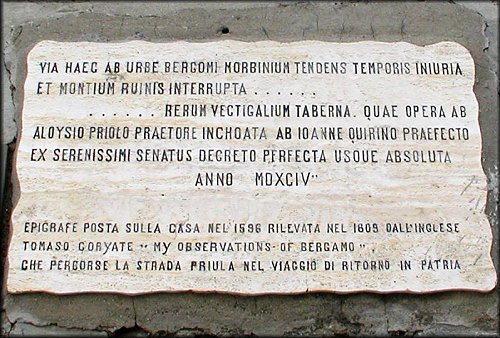 VIA HAEC AB URBE BERGOMI MORBINIUM TENDENS TEMPORIS INIURIA
ET MONTIUM RUINIS INTERRUPTA . . . . . .
. . . . . . RERUM VECTIGALIUM TABERNA. QUAE OPERA AB
ALOYSIO PRIOLO PRAETORE INCHOATA AB IOANNE QUIRINO PRAEFECTO
EX SERENISSIMI SENATUS DECRETO PERFECTA USQUE ABSOLUTA
ANNO MDXCIV"
EPIGRAFE POSTA SULLA CASA NEL 1596 RILEVATA NEL 1609 DALL'INGLESE
TOMASO CORYATE " MY OBSERVATIONS - OF BERGAMO " .
CHE PERCORSE LA STRADA PRIULA NEL VIAGGIO DI RITORNO IN PATRIA